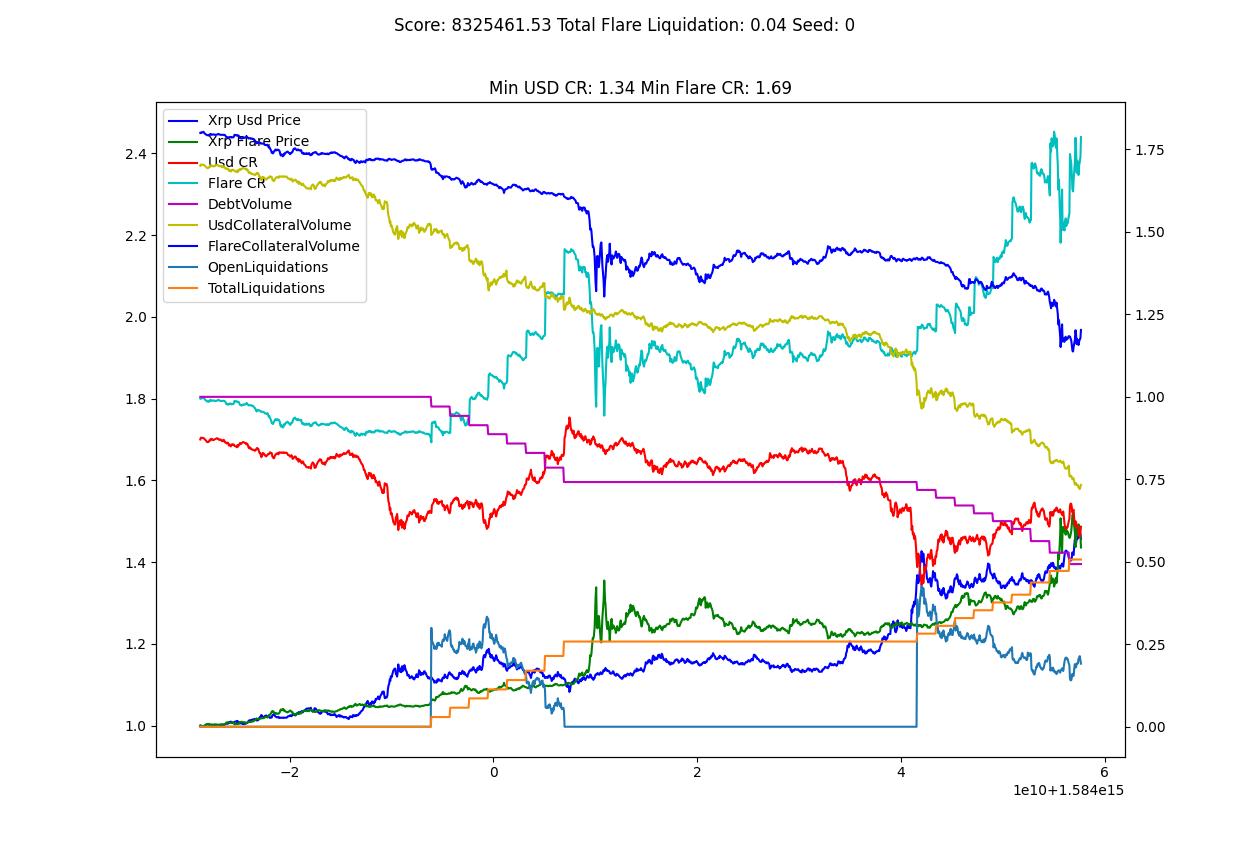 Score: 8325461.53 Total Flare Liquidation: 0.04 Seed: 0
Min USD CR: 1.34 Min Flare CR: 1.69
Xrp Usd Price
Xrp Flare Price
Usd CR
Flare CR
DebtVolume
UsdCollateralVolume
FlareCollateralVolume
OpenLiquidations
TotalLiquidations
2.4
2.2
2.0
1.8
1.6
1.4
1.2
1.0
1.75
1.50
1.25
1.00
0.75
0.50
0.25
0.00
−2
0
2
4
6
1e10+1.584e15